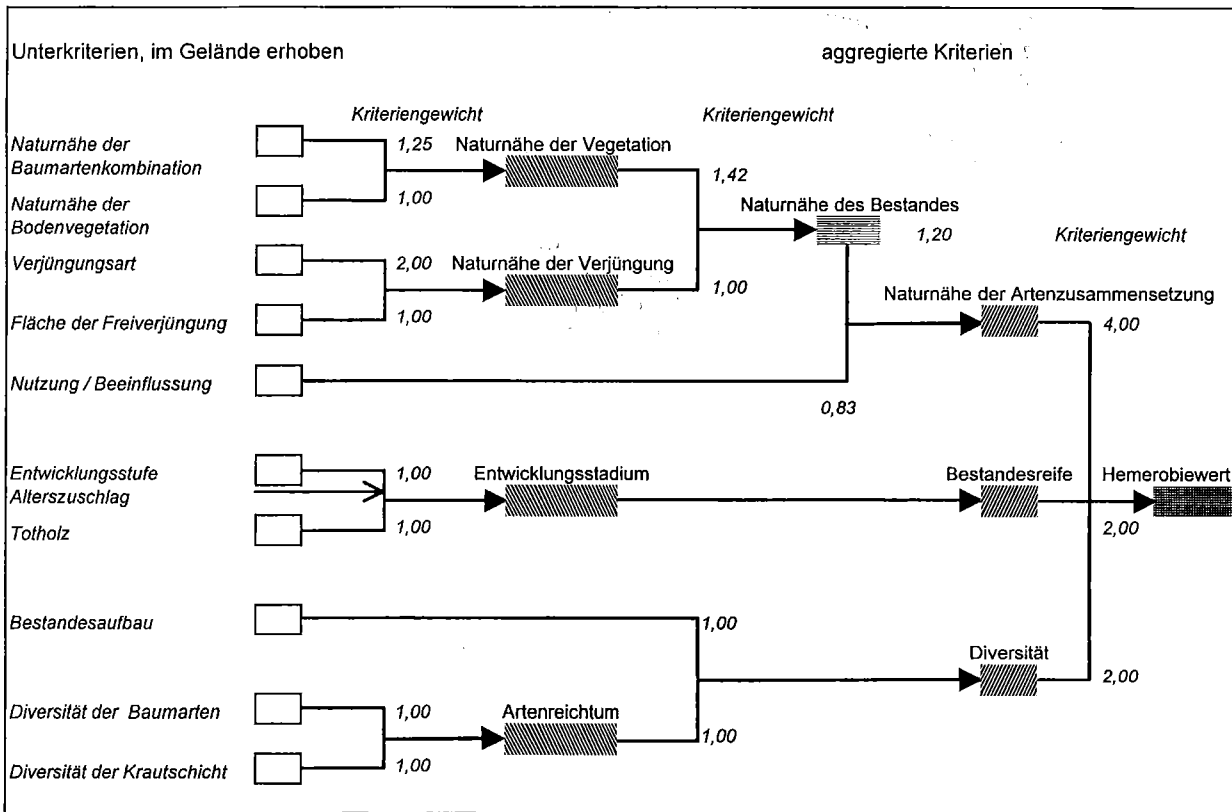 Unterkriterien, im Gelände erhoben
aggregierte Kriterien
Kriteriengewicht
Kriteriengewicht
Naturnähe der
Baumartenkombination
1,25
Naturnähe der Vegetation
1,42
Naturnähe der
Bodenvegetation
1,00
Naturnähe des Bestandes
1,20
Kriteriengewicht
Verjüngungsart
2,00
Naturnähe der Verjüngung
1,00
Naturnähe der Artenzusammensetzung
4,00
Fläche der Freiverjüngung
1,00
Nutzung / Beeinflussung
0,83
Entwicklungsstufe
Alterszuschlag
1,00
Entwicklungsstadium
Bestandesreife
Hemerobiewert
Totholz
1,00
2,00
Bestandesaufbau
1,00
Diversität
2,00
Diversität der Baumarten
1,00
Artenreichtum
1,00
Diversität der Krautschicht
1,00